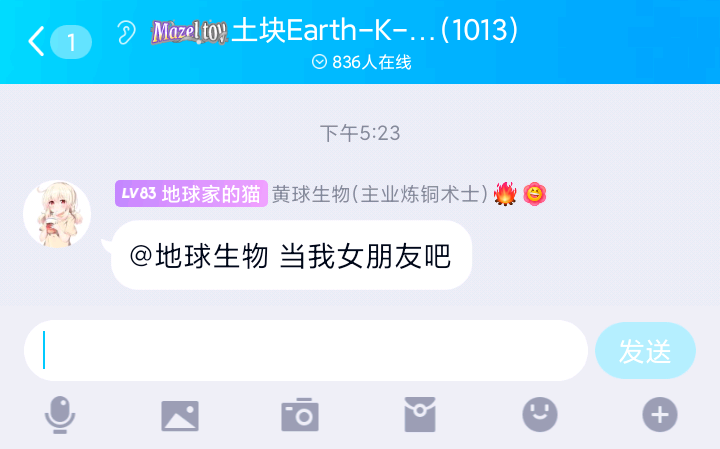 1
Mazel toy 土块Earth-K-...(1013)
836人在线
下午5:23
LV83 地球家的猫 黄球生物(主业炼铜术士)
@地球生物 当我女朋友吧
发送